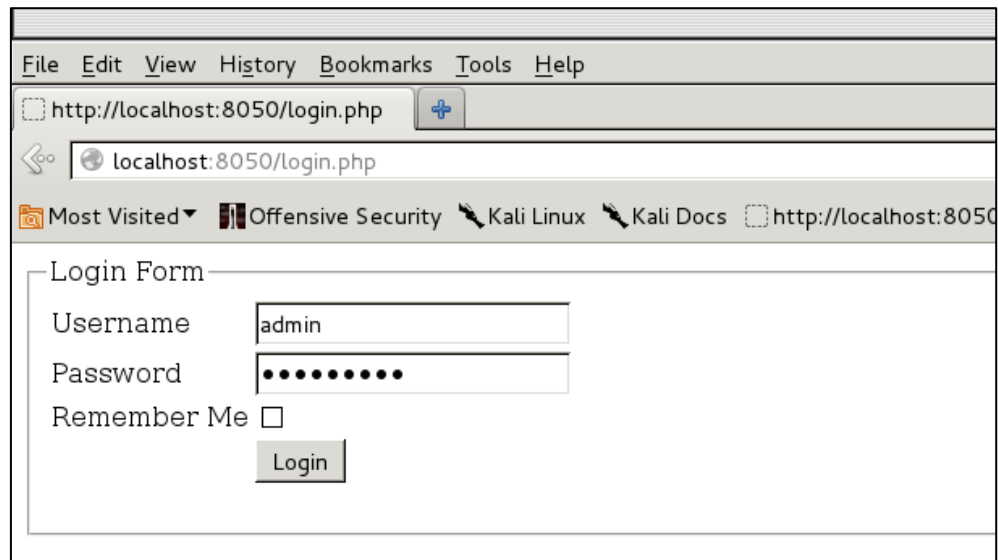 File Edit View History Bookmarks Tools Help
http://localhost:8050/login.php
localhost:8050/login.php
Most Visited Offensive Security Kali Linux Kali Docs http://localhost:8050
Login Form
Username admin
Password •••••••••
Remember Me
Login